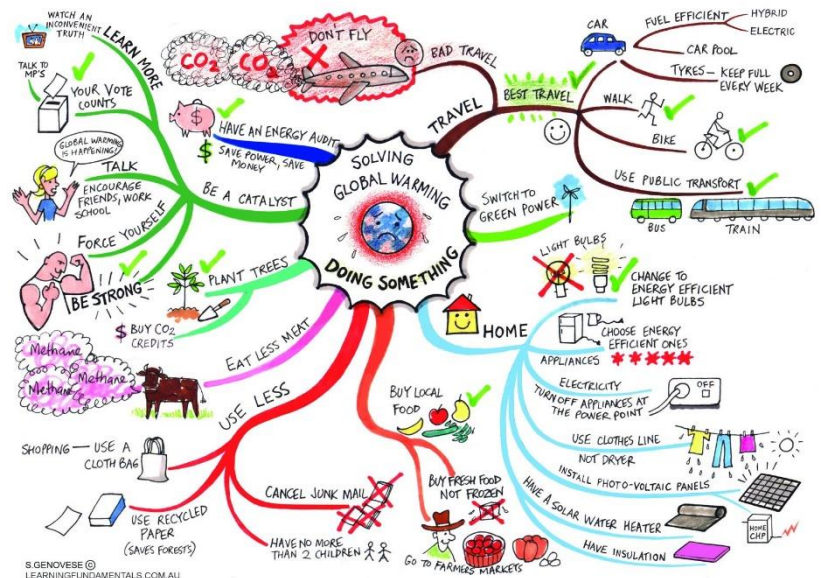 SOLVING
GLOBAL WARMING
DOING SOMETHING
TRAVEL
BAD TRAVEL
DONT FLY
CO2
CO2
BEST TRAVEL
CAR
FUEL EFFICIENT
HYBRID
ELECTRIC
CAR POOL
TYRES — KEEP FULL
EVERY WEEK
WALK
BIKE
USE PUBLIC TRANSPORT
BUS
TRAIN
SWITCH TO
GREEN POWER
HOME
LIGHT BULBS
CHANGE TO
ENERGY EFFICIENT
LIGHT BULBS
APPLIANCES
CHOOSE ENERGY
EFFICIENT ONES
ELECTRICITY
TURN OFF APPLIANCES AT
THE POWER POINT
OFF
USE CLOTHES LINE
NOT DRYER
INSTALL PHOTO-VOLTAIC PANELS
HOME
CHP
HAVE A SOLAR WATER HEATER
HAVE INSULATION
BUY LOCAL
FOOD
BUY FRESH FOOD
NOT FROZEN
GO TO FARMERS MARKETS
USE LESS
SHOPPING — USE A
CLOTH BAG
USE RECYCLED
PAPER
(SAVES FORESTS)
CANCEL JUNK MAIL
HAVE NO MORE
THAN 2 CHILDREN
EAT LESS MEAT
Methane
Methane
Methane
PLANT TREES
$ BUY CO2
CREDITS
BE A CATALYST
LEARN MORE
WATCH AN
INCONVENIENT
TRUTH
YOUR VOTE
COUNTS
TALK TO
MP'S
TALK
ENCOURAGE
FRIENDS, WORK
SCHOOL
GLOBAL WARMING
IS HAPPENING!
FORCE YOURSELF
BE STRONG
HAVE AN ENERGY AUDIT
$ SAVE POWER, SAVE
MONEY
$
S.GENOVESE ©
LEARNINGFUNDAMENTALS.COM.AU